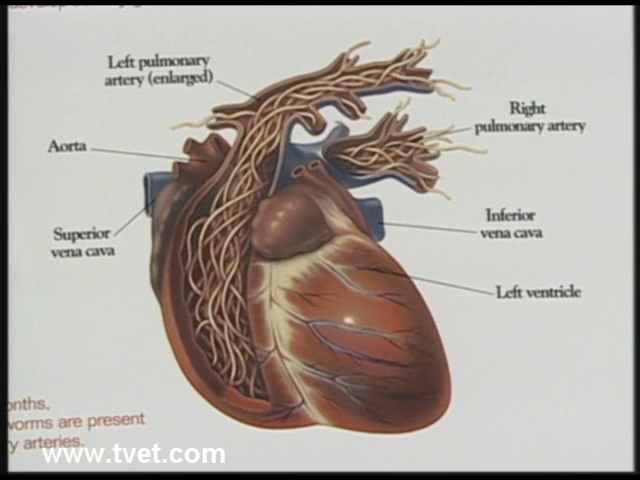 Left pulmonary
artery (enlarged)
Right
pulmonary artery
Aorta
Superior
vena cava
Inferior
vena cava
Left ventricle
onths.
worms are present
y arteries.
www.tvet.com